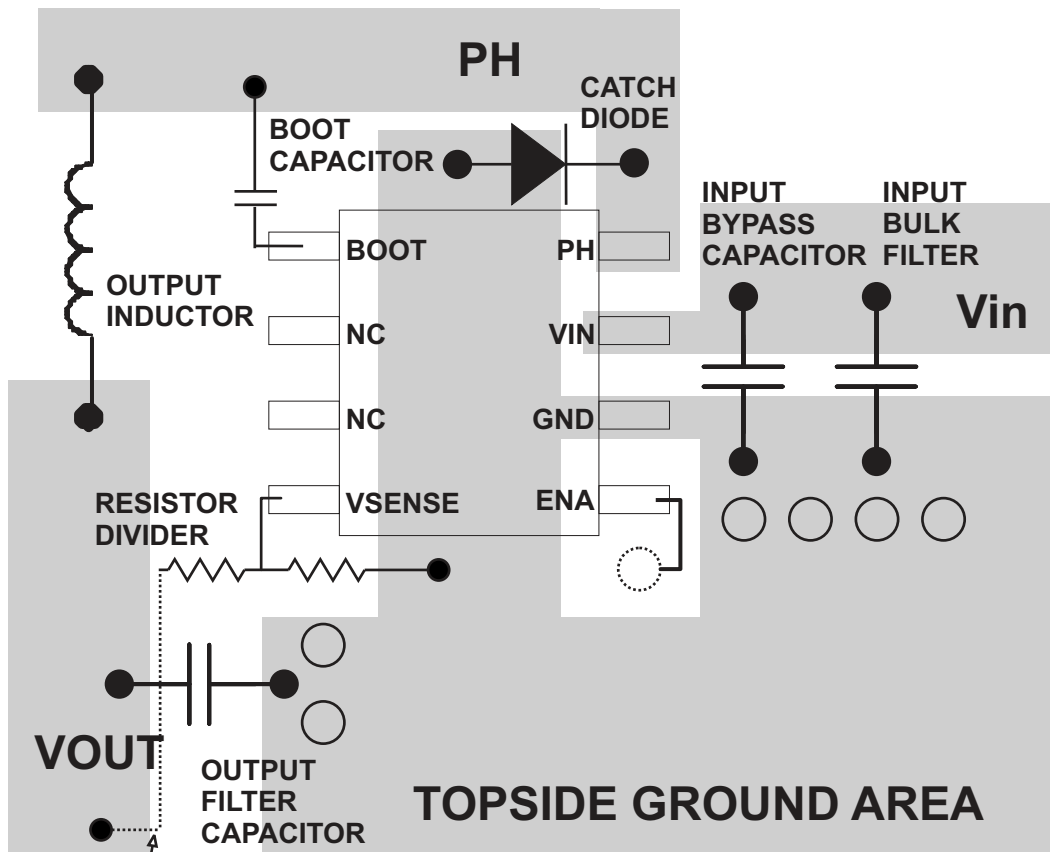 PH
CATCH
DIODE
BOOT
CAPACITOR
INPUT
BYPASS
CAPACITOR
INPUT
BULK
FILTER
BOOT
PH
OUTPUT
INDUCTOR
Vin
NC
VIN
NC
GND
RESISTOR
DIVIDER
VSENSE
ENA
VOUT
OUTPUT
FILTER
CAPACITOR
TOPSIDE GROUND AREA